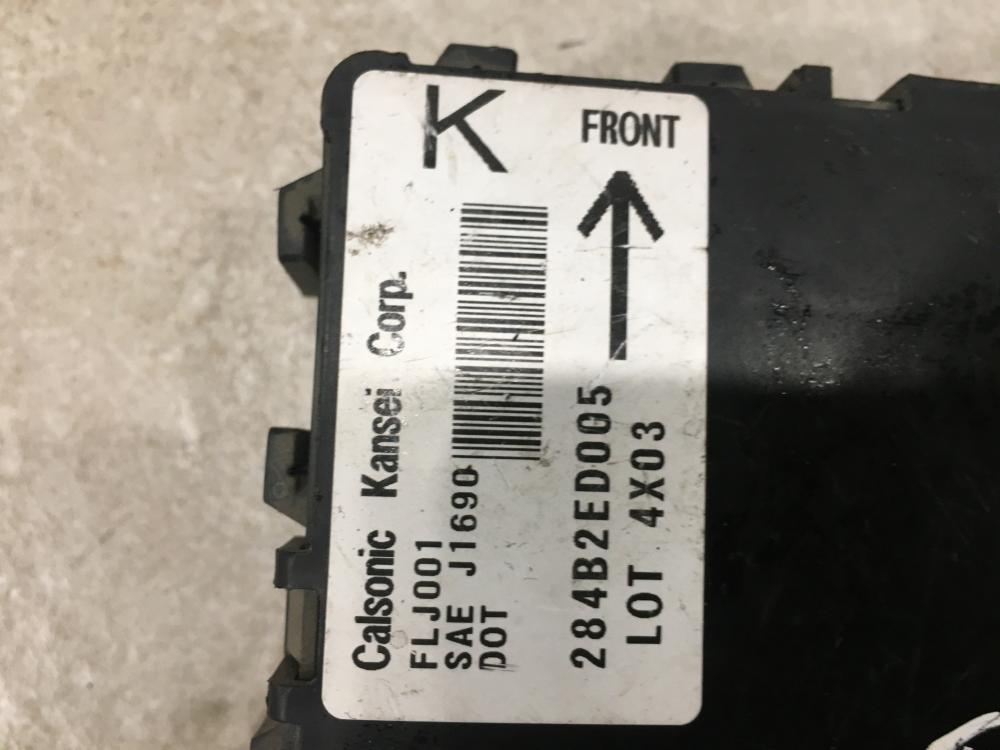 K
FRONT
Calsonic Kansei Corp.
FLJ001
SAE J1690
DOT
284B2ED005
LOT 4X03